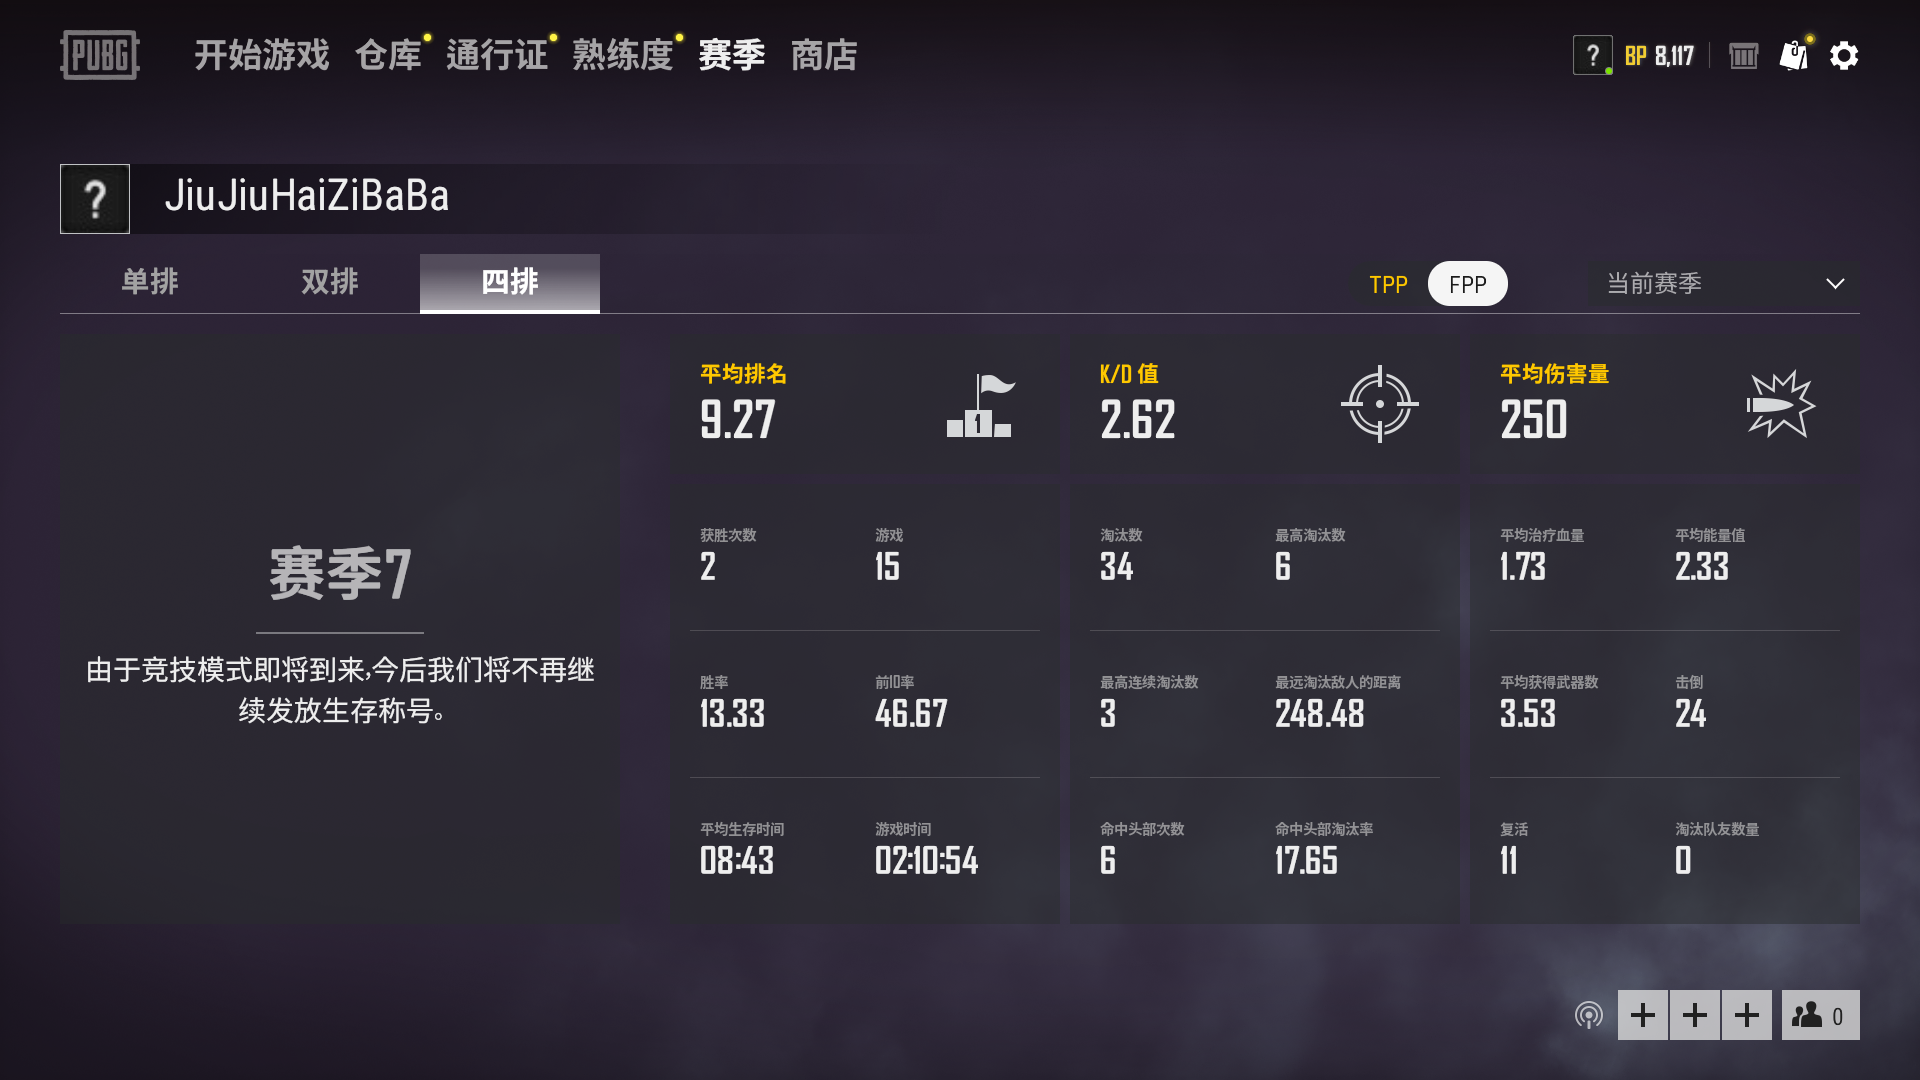 PUBG 开始游戏 仓库 通行证 熟练度 赛季 商店 ? BP 8,117
? JiuJiuHaiZiBaBa
单排 双排 四排 TPP FPP 当前赛季
赛季7
由于竞技模式即将到来,今后我们将不再继
续发放生存称号。
平均排名
9.27
1
获胜次数 游戏
2 15
胜率 前10率
13.33 46.67
平均生存时间 游戏时间
08:43 02:10:54
K/D 值
2.62
淘汰数 最高淘汰数
34 6
最高连续淘汰数 最远淘汰敌人的距离
3 248.48
命中头部次数 命中头部淘汰率
6 17.65
平均伤害量
250
平均治疗血量 平均能量值
1.73 2.33
平均获得武器数 击倒
3.53 24
复活 淘汰队友数量
11 0
+ + + 0